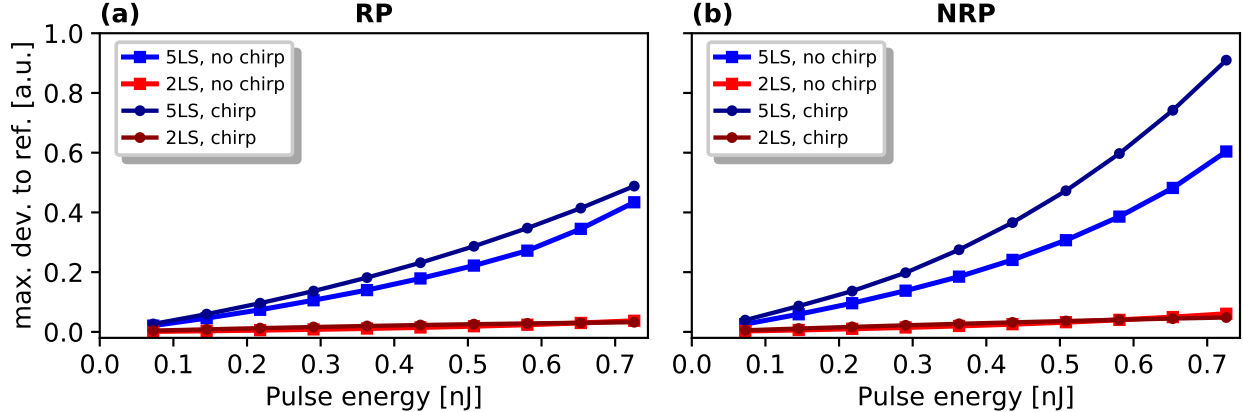 (a) RP
max. dev. to ref. [a.u.]
1.0
0.8
0.6
0.4
0.2
0.0
5LS, no chirp
2LS, no chirp
5LS, chirp
2LS, chirp
0.0 0.1 0.2 0.3 0.4 0.5 0.6 0.7
Pulse energy [nJ]
(b) NRP
5LS, no chirp
2LS, no chirp
5LS, chirp
2LS, chirp
0.0 0.1 0.2 0.3 0.4 0.5 0.6 0.7
Pulse energy [nJ]